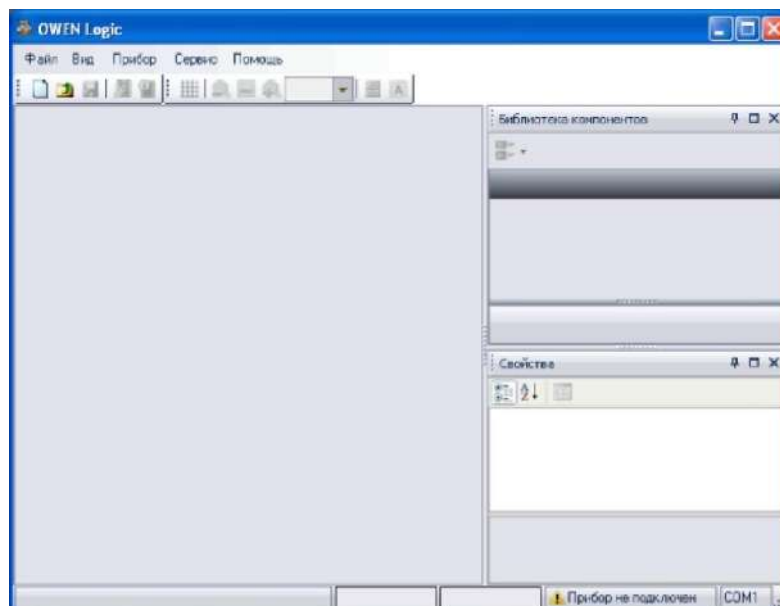 OWEN Logic
Файл Вид Прибор Сервис Помощь
A
Библиотека компонентов
Свойства
A Z
Прибор не подключен COM1